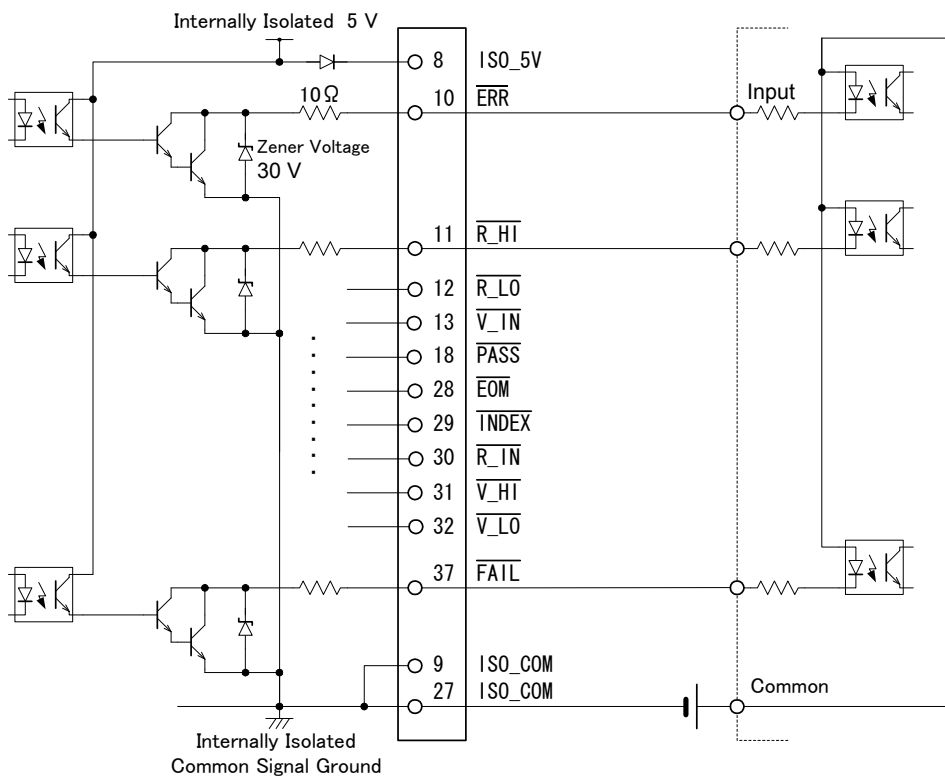 Internally Isolated 5 V
8 ISO_5V
10Ω
10 ERR
Input
Zener Voltage
30 V
11 R_HI
12 R_LO
13 V_IN
18 PASS
28 EOM
29 INDEX
30 R_IN
31 V_HI
32 V_LO
37 FAIL
9 ISO_COM
27 ISO_COM
Common
Internally Isolated
Common Signal Ground